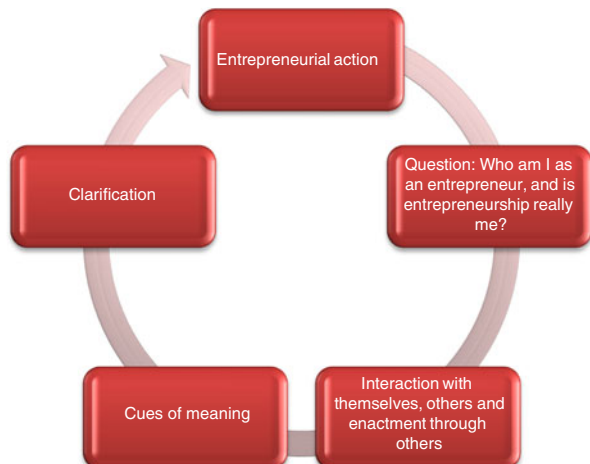 Entrepreneurial action
Question: Who am I as
an entrepreneur, and is
entrepreneurship really
me?
Interaction with
themselves, others and
enactment through
others
Cues of meaning
Clarification